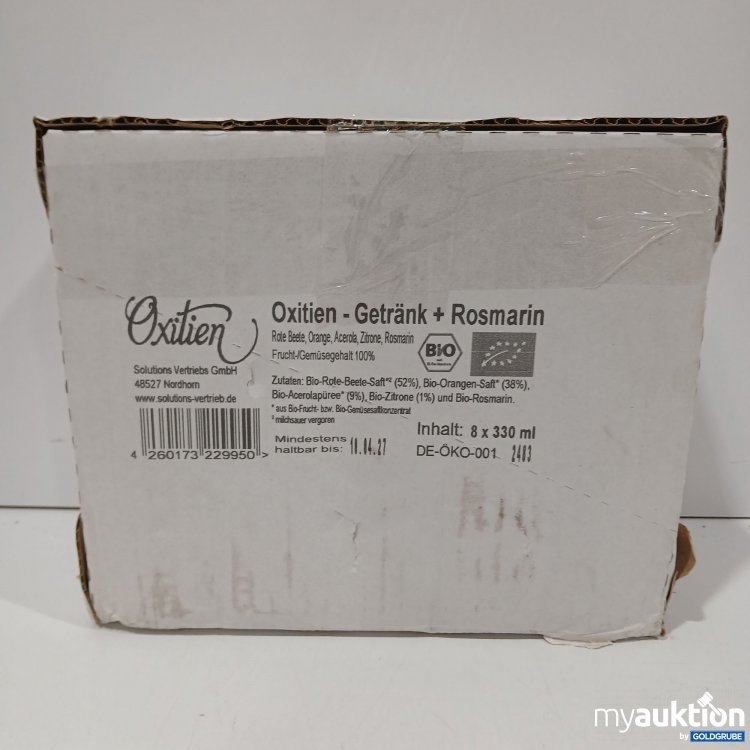 Oxitien
Solutions Vertriebs GmbH
48527 Nordhorn
www.solutions-vertrieb.de
4 260173 229950 >
Oxitien - Getränk + Rosmarin
Rote Beete, Orange, Acerola, Zitrone, Rosmarin
Frucht-/Gemüsegehalt 100%
BIO
Zutaten: Bio-Rote-Beete-Saft*² (52%), Bio-Orangen-Saft* (38%),
Bio-Acerolapüree* (9%), Bio-Zitrone (1%) und Bio-Rosmarin.
* aus Bio-Frucht- bzw. Bio-Gemüsesaftkonzentrat
² milchsauer vergoren
Mindestens
haltbar bis: 10.04.27
Inhalt: 8 x 330 ml
DE-ÖKO-001 2403
myauktion
by GOLDGRUBE